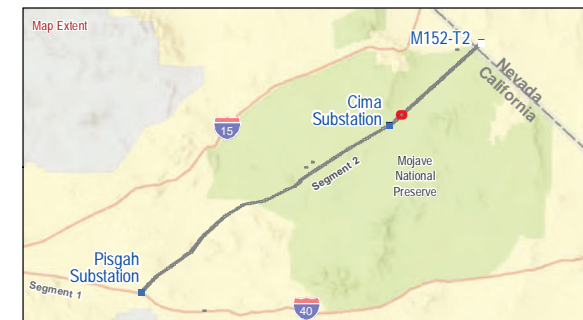 Map Extent
M152-T2
Nevada
California
Cima
Substation
15
Mojave
National
Preserve
Segment 2
Pisgah
Substation
Segment 1
40